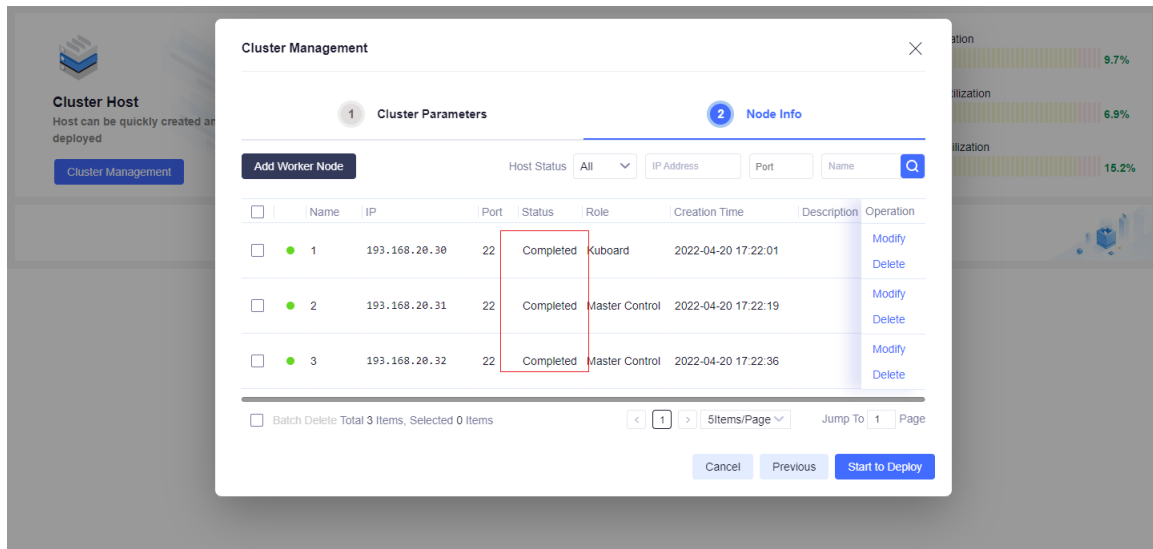 Cluster Management
ation
9.7%
Cluster Host
Host can be quickly created an
deployed
Cluster Management
ilization
6.9%
ilization
15.2%
1 Cluster Parameters
2 Node Info
Add Worker Node Host Status All IP Address Port Name
Name IP Port Status Role Creation Time Description Operation
1 193.168.20.30 22 Completed Kuboard 2022-04-20 17:22:01 Modify
Delete
2 193.168.20.31 22 Completed Master Control 2022-04-20 17:22:19 Modify
Delete
3 193.168.20.32 22 Completed Master Control 2022-04-20 17:22:36 Modify
Delete
Batch Delete Total 3 Items, Selected 0 Items < 1 > 5Items/Page Jump To 1 Page
Cancel Previous Start to Deploy